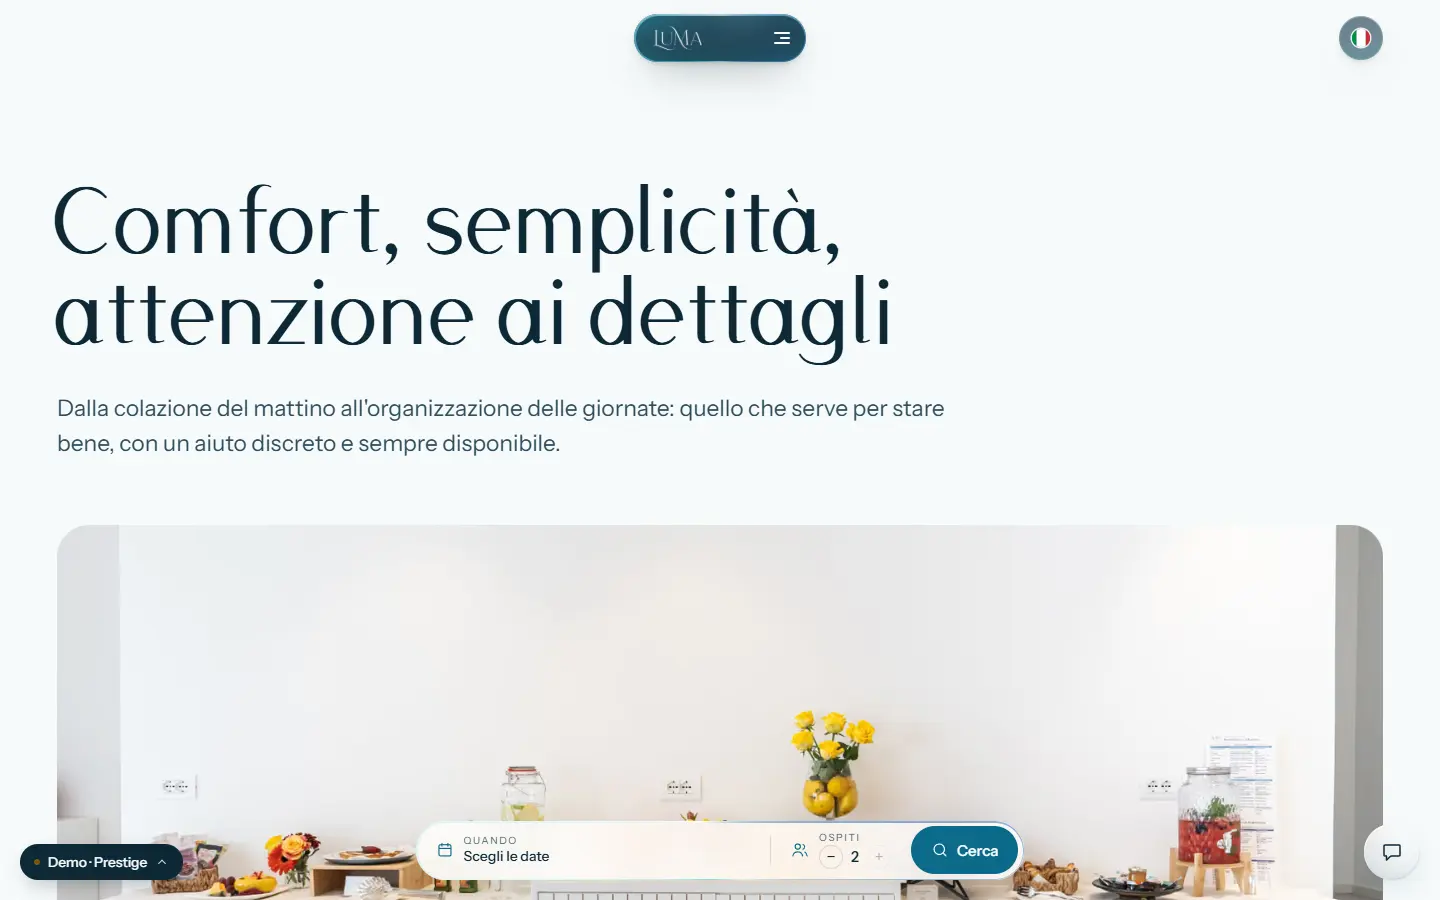 LUMA
Comfort, semplicità,
attenzione ai dettagli
Dalla colazione del mattino all'organizzazione delle giornate: quello che serve per stare
bene, con un aiuto discreto e sempre disponibile.
Demo · Prestige
QUANDO
Scegli le date
OSPITI
− 2 +
Cerca